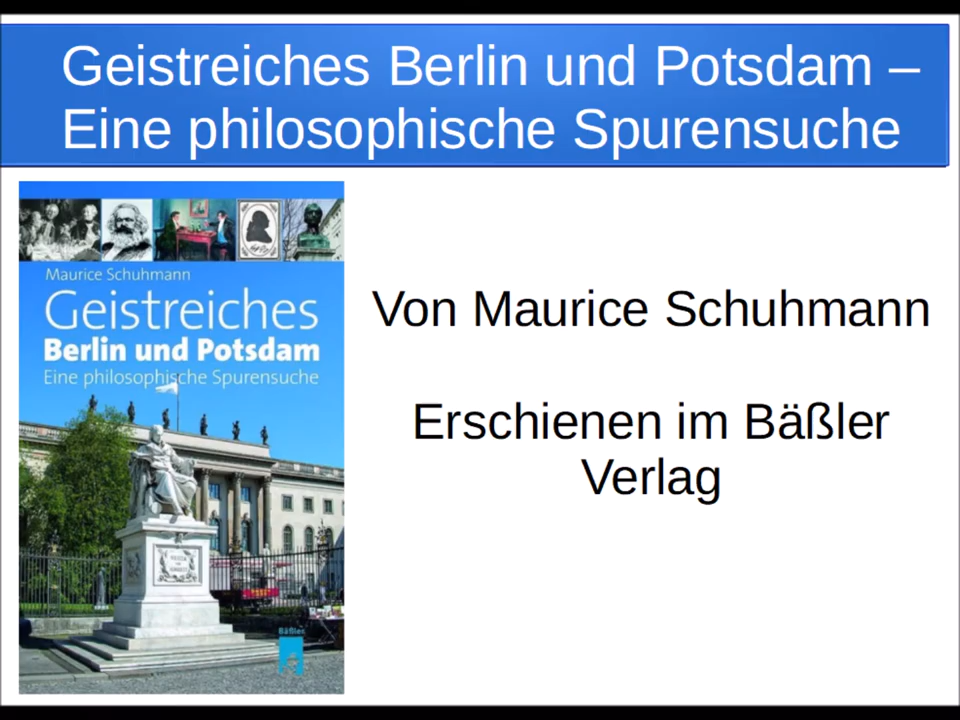 Geistreiches Berlin und Potsdam –
Eine philosophische Spurensuche
Maurice Schuhmann
Geistreiches
Berlin und Potsdam
Eine philosophische Spurensuche
Bäßler
Von Maurice Schuhmann
Erschienen im Bäßler
Verlag